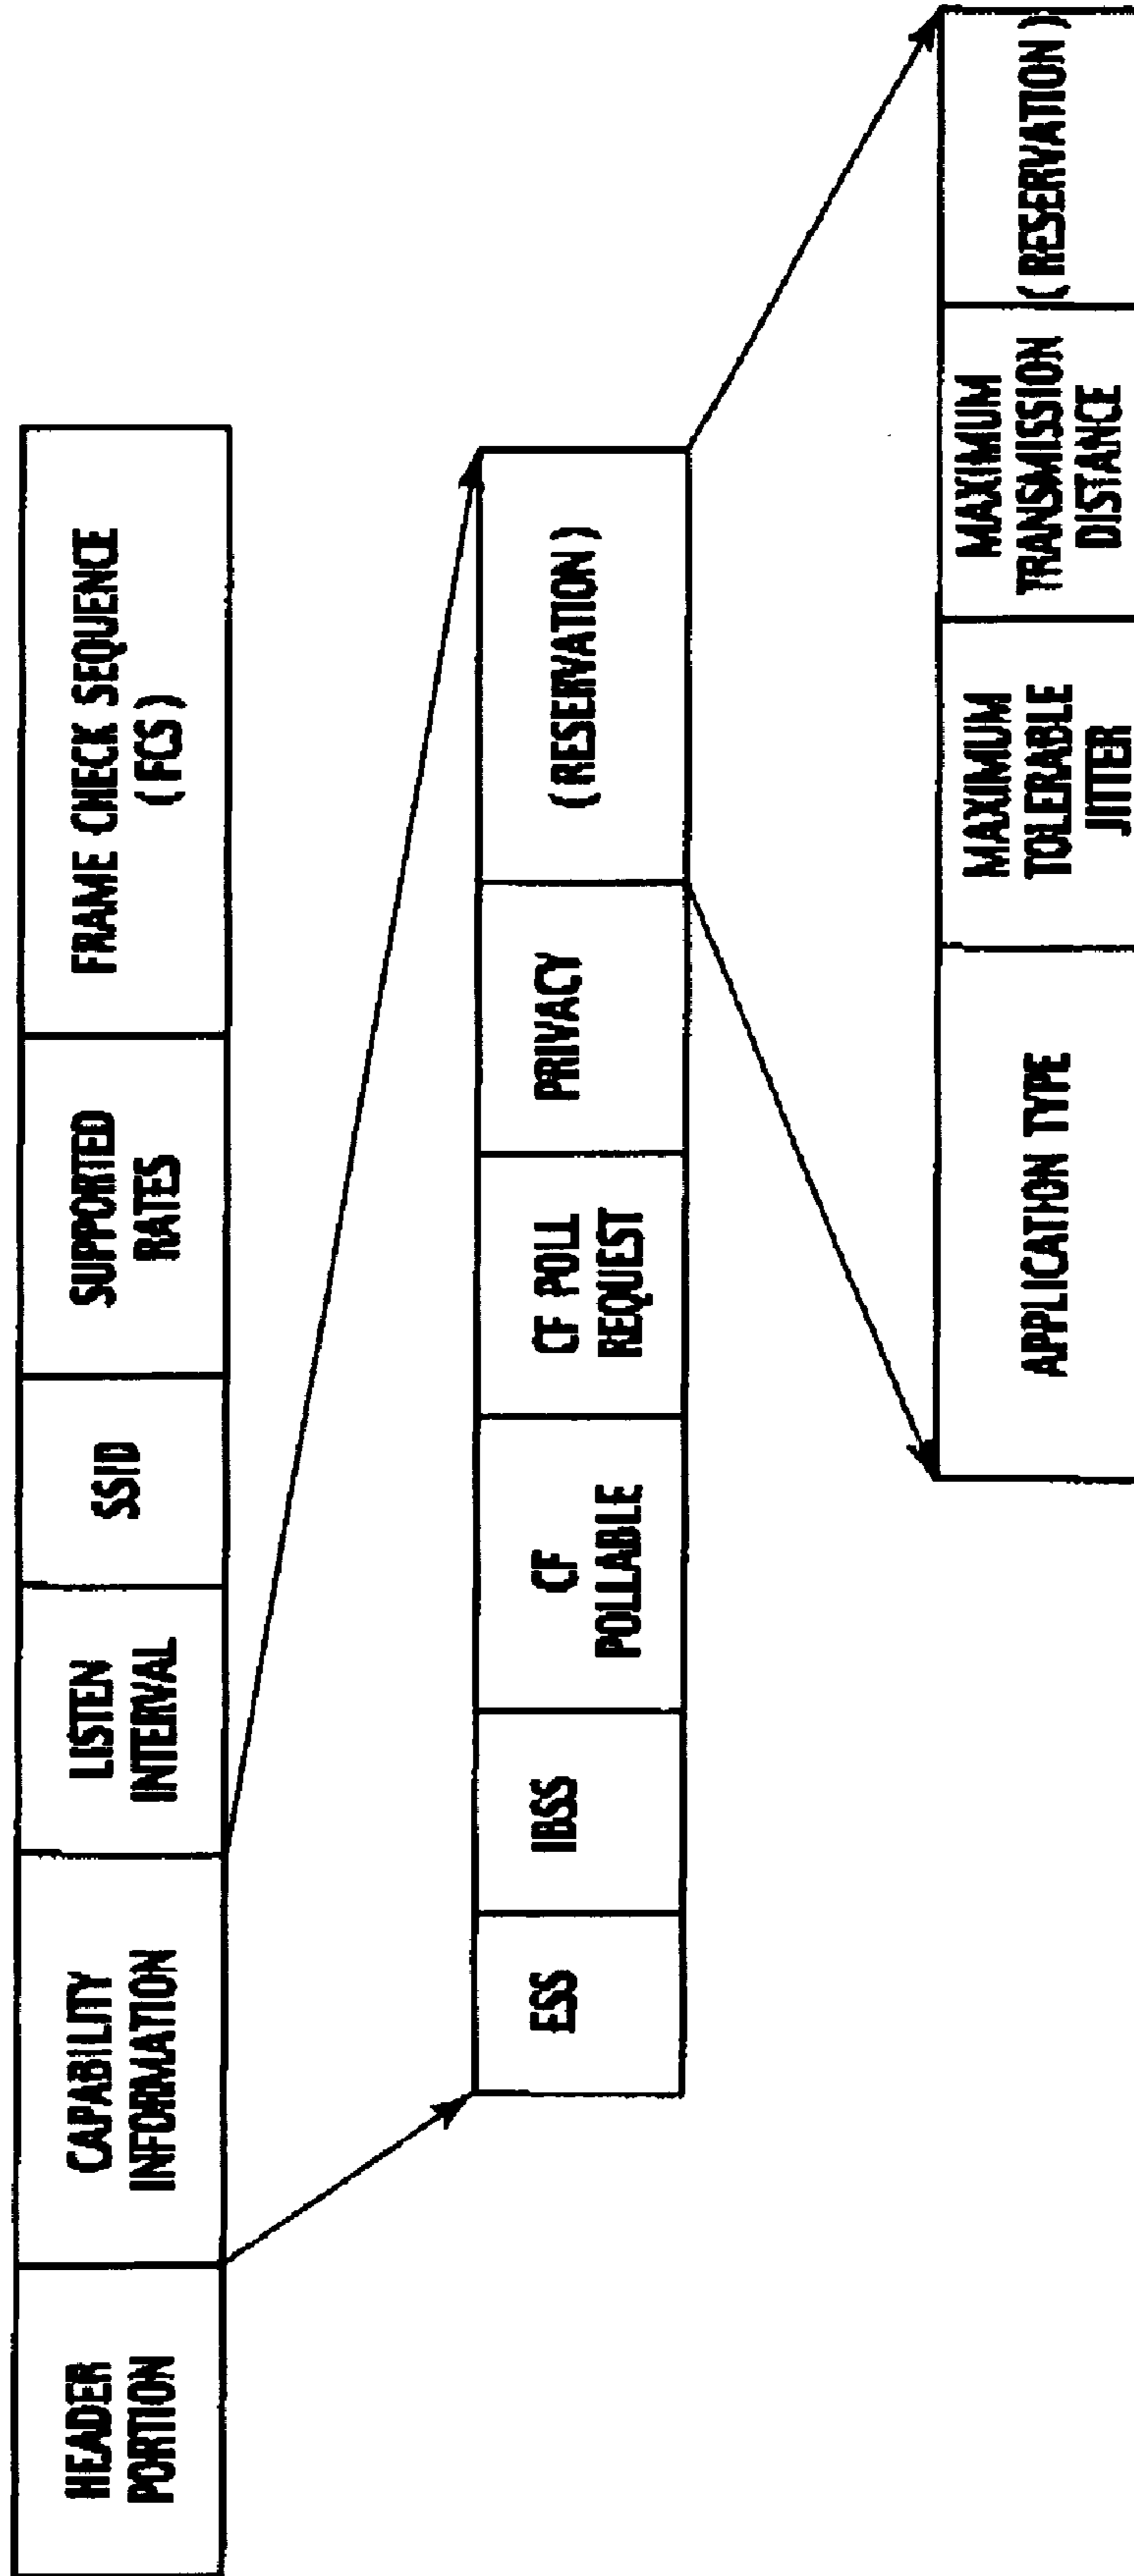 HEADER
PORTION
CAPABILITY
INFORMATION
LISTEN
INTERVAL
SSID
SUPPORTED
RATES
FRAME CHECK SEQUENCE
(FCS)
ESS
IBSS
CF
POLLABLE
CF POLL
REQUEST
PRIVACY
(RESERVATION)
APPLICATION TYPE
MAXIMUM
TOLERABLE
JITTER
MAXIMUM
TRANSMISSION
DISTANCE
(RESERVATION)